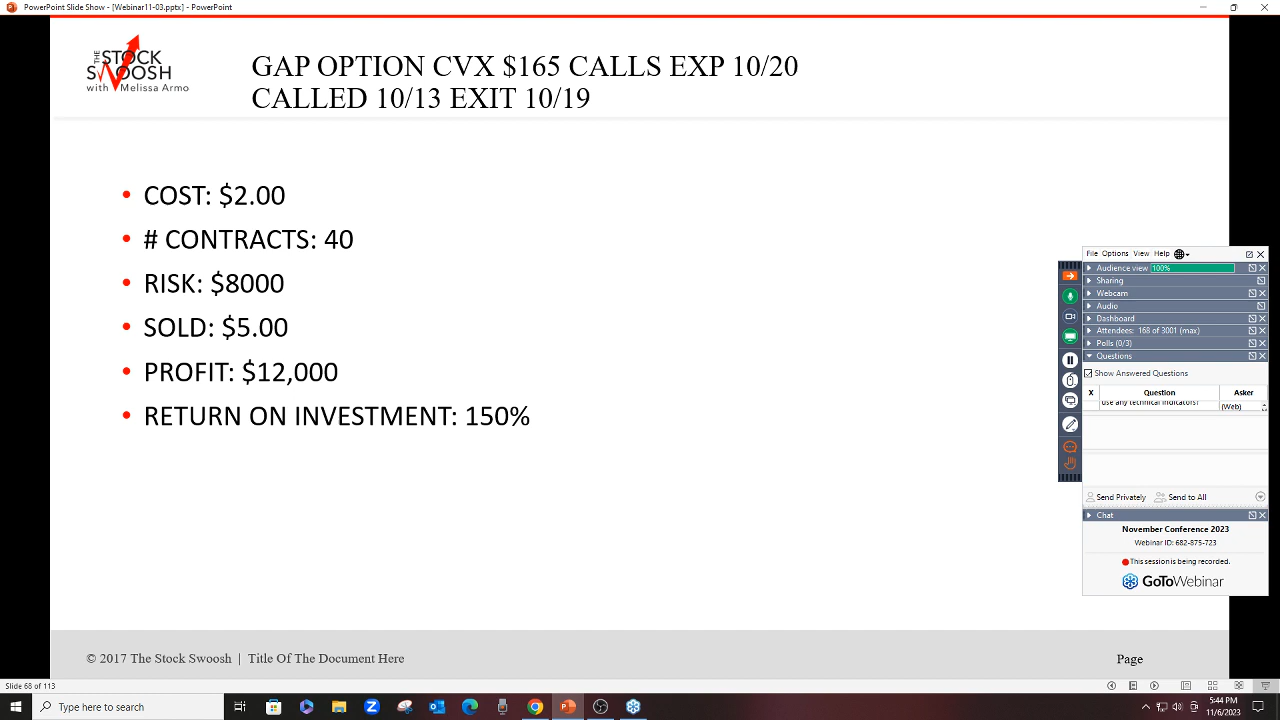 PowerPoint Slide Show - [Webinar11-03.pptx] - PowerPoint
THE STOCK SWOOSH
with Melissa Armo
GAP OPTION CVX $165 CALLS EXP 10/20
CALLED 10/13 EXIT 10/19
• COST: $2.00
• # CONTRACTS: 40
• RISK: $8000
• SOLD: $5.00
• PROFIT: $12,000
• RETURN ON INVESTMENT: 150%
File Options View Help
Audience view 100%
Sharing
Webcam
Audio
Dashboard
Attendees: 168 of 3001 (max)
Polls (0/3)
Questions
Show Answered Questions
X Question Asker
use any technical indicators? (Web)
Send Privately Send to All
Chat
November Conference 2023
Webinar ID: 682-875-723
This session is being recorded.
GoToWebinar
© 2017 The Stock Swoosh | Title Of The Document Here
Page
Slide 68 of 113
Type here to search
5:44 PM
11/6/2023